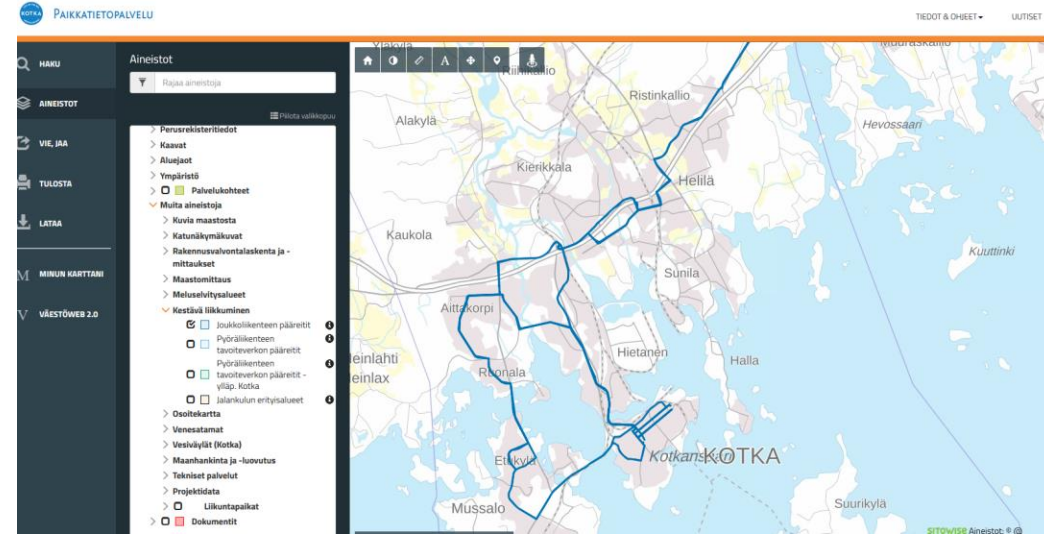 KOTKA
PAIKKATIETOPALVELU
TIEDOT & OHJEET
UUTISET
HAKU
AINEISTOT
VIE, JAA
TULOSTA
LATAA
M MINUN KARTTANI
V VÄESTÖWEB 2.0
Aineistot
Rajaa aineistoja
Piilota valikkopuu
Perusrekisteritiedot
Kaavat
Aluejaot
Ympäristö
Palvelukohteet
Muita aineistoja
Kuvia maastosta
Katunäkymäkuvat
Rakennusvalvontalaskenta ja -
mittaukset
Maastomittaus
Meluselvitysalueet
Kestävä liikkuminen
Joukkoliikenteen pääreitit
Pyöräliikenteen
tavoiteverkon pääreitit
Pyöräliikenteen
tavoiteverkon pääreitit -
ylläp. Kotka
Jalankulun erityisalueet
Osoitekartta
Venesatamat
Vesiväylät (Kotka)
Maanhankinta ja -luovutus
Tekniset palvelut
Projektidata
Liikuntapaikat
Dokumentit
A
Ristinkallio
Alakylä
Hevossaari
Kierikkala
Helilä
Kaukola
Kuuttinki
Sunila
Aittakorpi
Hietanen
Halla
einlahti
einlax
KOTKA
Mussalo
Suurikylä
sitowise Aineistot: © @